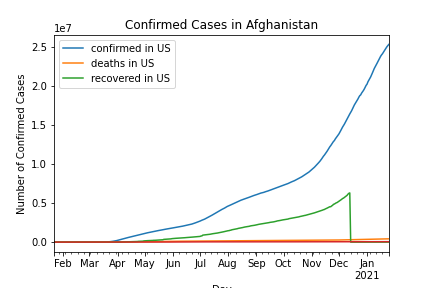 Confirmed Cases in Afghanistan
1e7
confirmed in US
deaths in US
recovered in US
Number of Confirmed Cases
2.5
2.0
1.5
1.0
0.5
0.0
Feb Mar Apr May Jun Jul Aug Sep Oct Nov Dec Jan
2021